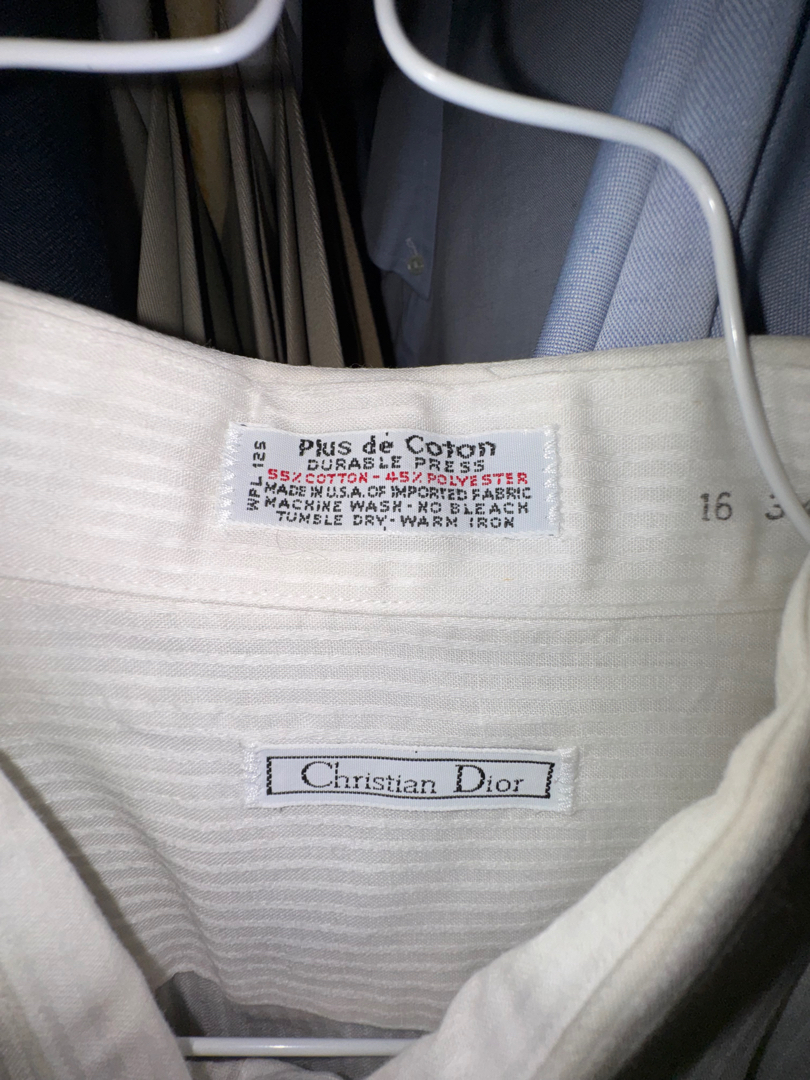 Plus de Coton
DURABLE PRESS
55% COTTON - 45% POLYESTER
MADE IN U.S.A. OF IMPORTED FABRIC
MACHINE WASH - NO BLEACH
TUMBLE DRY - WARM IRON
WPL 125
16
Christian Dior